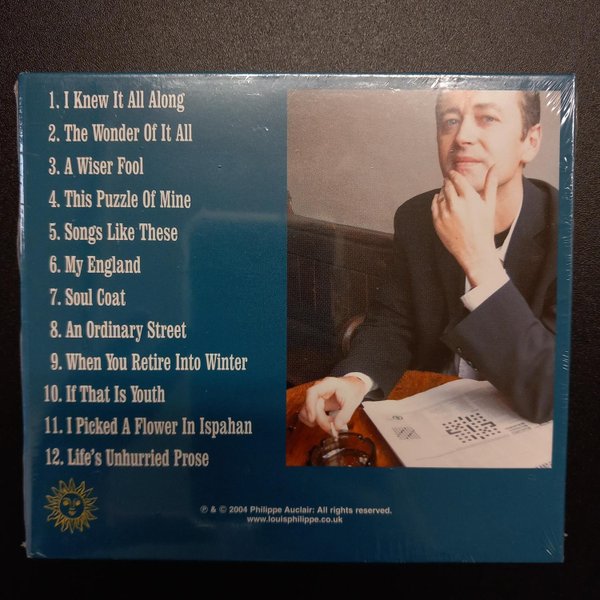 1. I Knew It All Along
2. The Wonder Of It All
3. A Wiser Fool
4. This Puzzle Of Mine
5. Songs Like These
6. My England
7. Soul Coat
8. An Ordinary Street
9. When You Retire Into Winter
10. If That Is Youth
11. I Picked A Flower In Ispahan
12. Life's Unhurried Prose
℗ & © 2004 Philippe Auclair: All rights reserved.
www.louisphilippe.co.uk